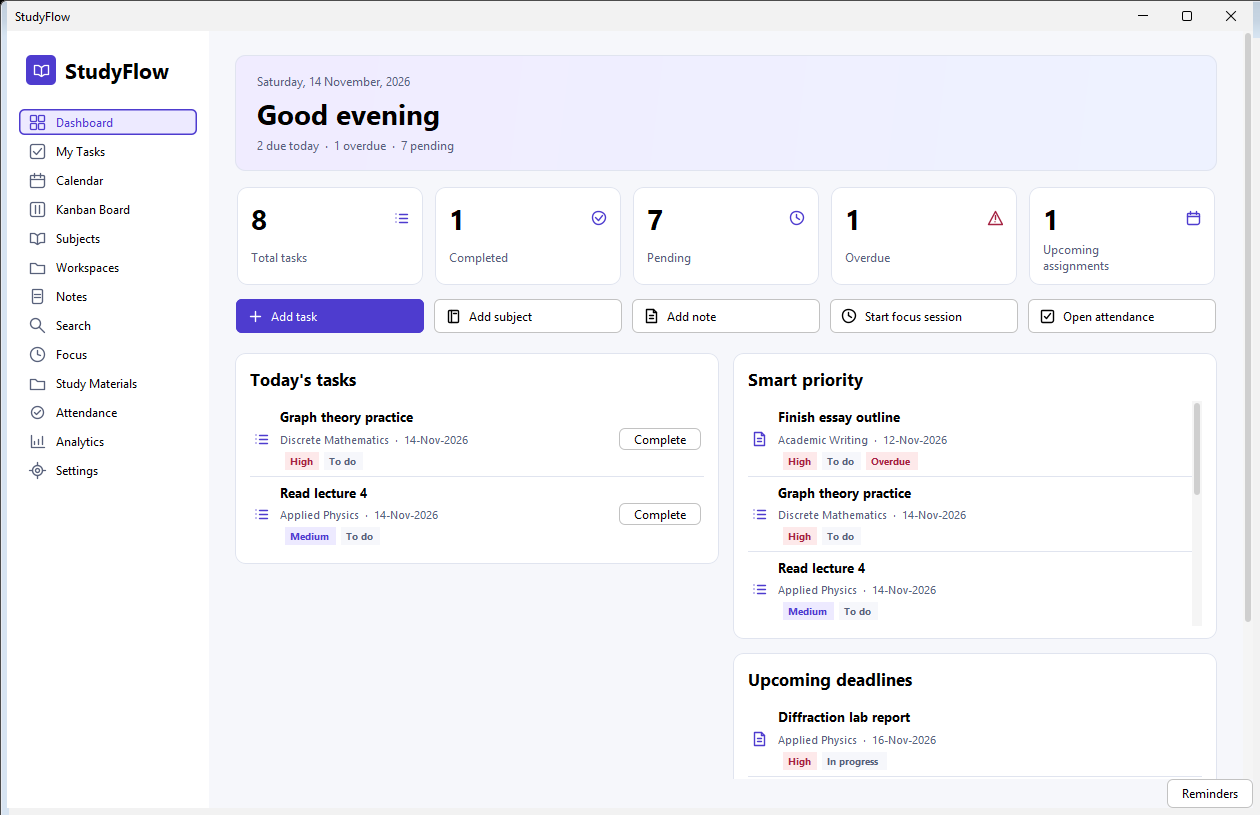 StudyFlow
StudyFlow
Dashboard
My Tasks
Calendar
Kanban Board
Subjects
Workspaces
Notes
Search
Focus
Study Materials
Attendance
Analytics
Settings
Saturday, 14 November, 2026
Good evening
2 due today · 1 overdue · 7 pending
8
Total tasks
1
Completed
7
Pending
1
Overdue
1
Upcoming
assignments
Add task
Add subject
Add note
Start focus session
Open attendance
Today's tasks
Graph theory practice
Discrete Mathematics · 14-Nov-2026
High To do
Complete
Read lecture 4
Applied Physics · 14-Nov-2026
Medium To do
Complete
Smart priority
Finish essay outline
Academic Writing · 12-Nov-2026
High To do Overdue
Graph theory practice
Discrete Mathematics · 14-Nov-2026
High To do
Read lecture 4
Applied Physics · 14-Nov-2026
Medium To do
Upcoming deadlines
Diffraction lab report
Applied Physics · 16-Nov-2026
High In progress
Reminders